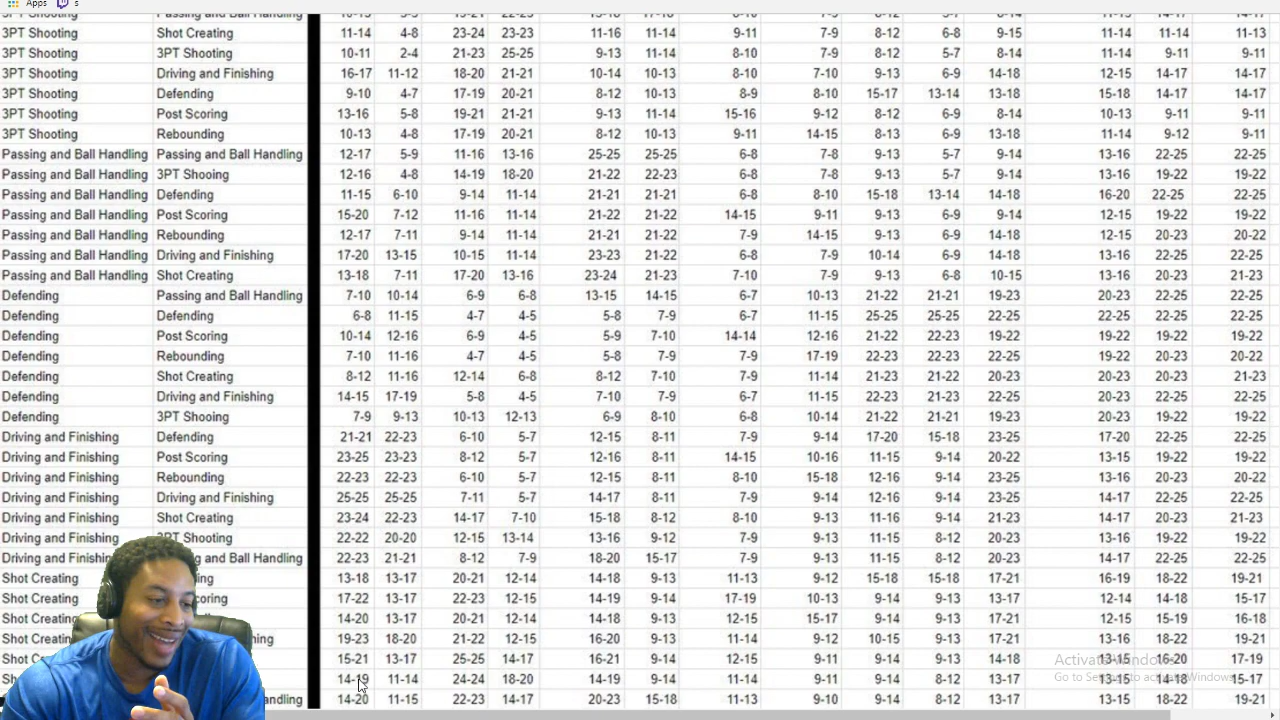 Apps s
3PT Shooting Passing and Ball Handling
3PT Shooting Shot Creating 11-14 4-8 23-24 23-23 11-16 11-14 9-11 7-9 8-12 6-8 9-15 11-14 11-14 11-13
3PT Shooting 3PT Shooting 10-11 2-4 21-23 25-25 9-13 11-14 8-10 7-9 8-12 5-7 8-14 11-14 9-11 9-11
3PT Shooting Driving and Finishing 16-17 11-12 18-20 21-21 10-14 10-13 8-10 7-10 9-13 6-9 14-18 12-15 14-17 14-17
3PT Shooting Defending 9-10 4-7 17-19 20-21 8-12 10-13 8-9 8-10 15-17 13-14 13-18 15-18 14-17 14-17
3PT Shooting Post Scoring 13-16 5-8 19-21 21-21 9-13 11-14 15-16 9-12 8-12 6-9 8-14 10-13 9-11 9-11
3PT Shooting Rebounding 10-13 4-8 17-19 20-21 8-12 10-13 9-11 14-15 8-13 6-9 13-18 11-14 9-12 9-11
Passing and Ball Handling Passing and Ball Handling 12-17 5-9 11-16 13-16 25-25 25-25 6-8 7-8 9-13 5-7 9-14 13-16 22-25 22-25
Passing and Ball Handling 3PT Shooing 12-16 4-8 14-19 18-20 21-22 22-23 6-8 7-8 9-13 5-7 9-14 13-16 19-22 19-22
Passing and Ball Handling Defending 11-15 6-10 9-14 11-14 21-21 21-21 6-8 8-10 15-18 13-14 14-18 16-20 22-25 22-25
Passing and Ball Handling Post Scoring 15-20 7-12 11-16 11-14 21-22 21-22 14-15 9-11 9-13 6-9 9-14 12-15 19-22 19-22
Passing and Ball Handling Rebounding 12-17 7-11 9-14 11-14 21-21 21-22 7-9 14-15 9-13 6-9 14-18 12-15 20-23 20-22
Passing and Ball Handling Driving and Finishing 17-20 13-15 10-15 11-14 23-23 21-22 6-8 7-9 10-14 6-9 14-18 13-16 22-25 22-25
Passing and Ball Handling Shot Creating 13-18 7-11 17-20 13-16 23-24 21-23 7-10 7-9 9-13 6-8 10-15 13-16 20-23 21-23
Defending Passing and Ball Handling 7-10 10-14 6-9 6-8 13-15 14-15 6-7 10-13 21-22 21-21 19-23 20-23 22-25 22-25
Defending Defending 6-8 11-15 4-7 4-5 5-8 7-9 6-7 11-15 25-25 25-25 22-25 22-25 22-25 22-25
Defending Post Scoring 10-14 12-16 6-9 4-5 5-9 7-10 14-14 12-16 21-22 22-23 19-22 19-22 19-22 19-22
Defending Rebounding 7-10 11-16 4-7 4-5 5-8 7-9 7-9 17-19 22-23 22-23 22-25 19-22 20-23 20-22
Defending Shot Creating 8-12 11-16 12-14 6-8 8-12 7-10 7-9 11-14 21-23 21-22 20-23 20-23 20-23 21-23
Defending Driving and Finishing 14-15 17-19 5-8 4-5 7-10 7-9 6-7 11-15 22-23 21-23 22-25 22-25 22-25 22-25
Defending 3PT Shooing 7-9 9-13 10-13 12-13 6-9 8-10 6-8 10-14 21-22 21-21 19-23 20-23 19-22 19-22
Driving and Finishing Defending 21-21 22-23 6-10 5-7 12-15 8-11 7-9 9-14 17-20 15-18 23-25 17-20 22-25 22-25
Driving and Finishing Post Scoring 23-25 23-23 8-12 5-7 12-16 8-11 14-15 10-16 11-15 9-14 20-22 13-15 19-22 19-22
Driving and Finishing Rebounding 22-23 22-23 6-10 5-7 12-15 8-11 8-10 15-18 12-16 9-14 23-25 13-16 20-23 20-22
Driving and Finishing Driving and Finishing 25-25 25-25 7-11 5-7 14-17 8-11 7-9 9-14 12-16 9-14 23-25 14-17 22-25 22-25
Driving and Finishing Shot Creating 23-24 22-23 14-17 7-10 15-18 8-12 8-10 9-13 11-16 9-14 21-23 14-17 20-23 21-23
Driving and Finishing PT Shooting 22-22 20-20 12-15 13-14 13-16 9-12 7-9 9-13 11-15 8-12 20-23 13-16 19-22 19-22
Driving and Finishin g and Ball Handling 22-23 21-21 8-12 7-9 18-20 15-17 7-9 9-13 11-15 8-12 20-23 14-17 22-25 22-25
Shot Creating ing 13-18 13-17 20-21 12-14 14-18 9-13 11-13 9-12 15-18 15-18 17-21 16-19 18-22 19-21
Shot Creating oring 17-22 13-17 22-23 12-15 14-19 9-14 17-19 10-13 9-14 9-13 13-17 12-14 14-18 15-17
Shot Creating ng 14-20 13-17 20-21 12-14 14-18 9-13 12-15 15-17 9-14 9-13 17-21 12-15 15-19 16-18
Shot Creatin hing 19-23 18-20 21-22 12-15 16-20 9-13 11-14 9-12 10-15 9-13 17-21 13-16 18-22 19-21
Shot C 15-21 13-17 25-25 14-17 16-21 9-14 12-15 9-11 9-14 9-13 14-18 13-15 16-20 17-19
Sh 14-19 11-14 24-24 18-20 14-19 9-14 11-14 9-11 9-14 8-12 13-17 13-15 15-17
andling 14-20 11-15 22-23 14-17 20-23 15-18 11-13 9-10 9-14 8-12 13-17 13-15 18-22 19-21
Activate Windows
Go to Settings to activate Windows.